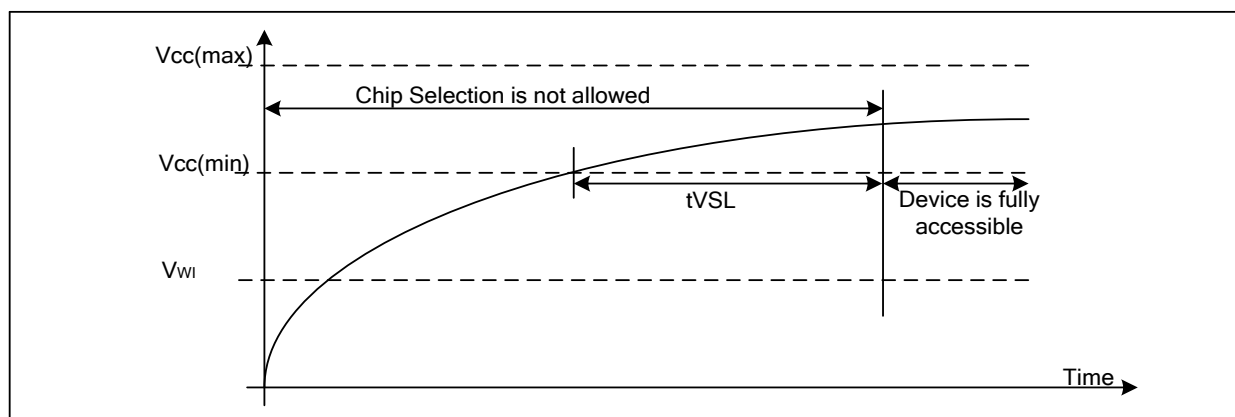 Vcc(max)
Chip Selection is not allowed
Vcc(min)
tVSL
Device is fully
accessible
VWI
Time